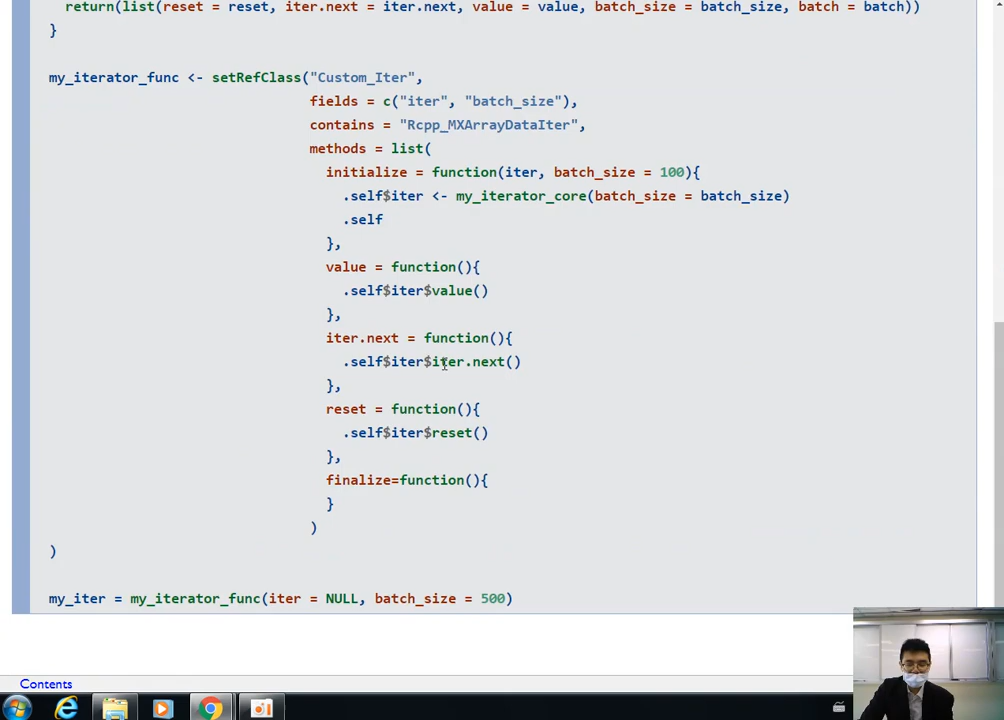 return(list(reset = reset, iter.next = iter.next, value = value, batch_size = batch_size, batch = batch))
}
my_iterator_func <- setRefClass("Custom_Iter",
fields = c("iter", "batch_size"),
contains = "Rcpp_MXArrayDataIter",
methods = list(
initialize = function(iter, batch_size = 100){
.self$iter <- my_iterator_core(batch_size = batch_size)
.self
},
value = function(){
.self$iter$value()
},
iter.next = function(){
.self$iter$iter.next()
},
reset = function(){
.self$iter$reset()
},
finalize=function(){
}
)
)
my_iter = my_iterator_func(iter = NULL, batch_size = 500)
Contents